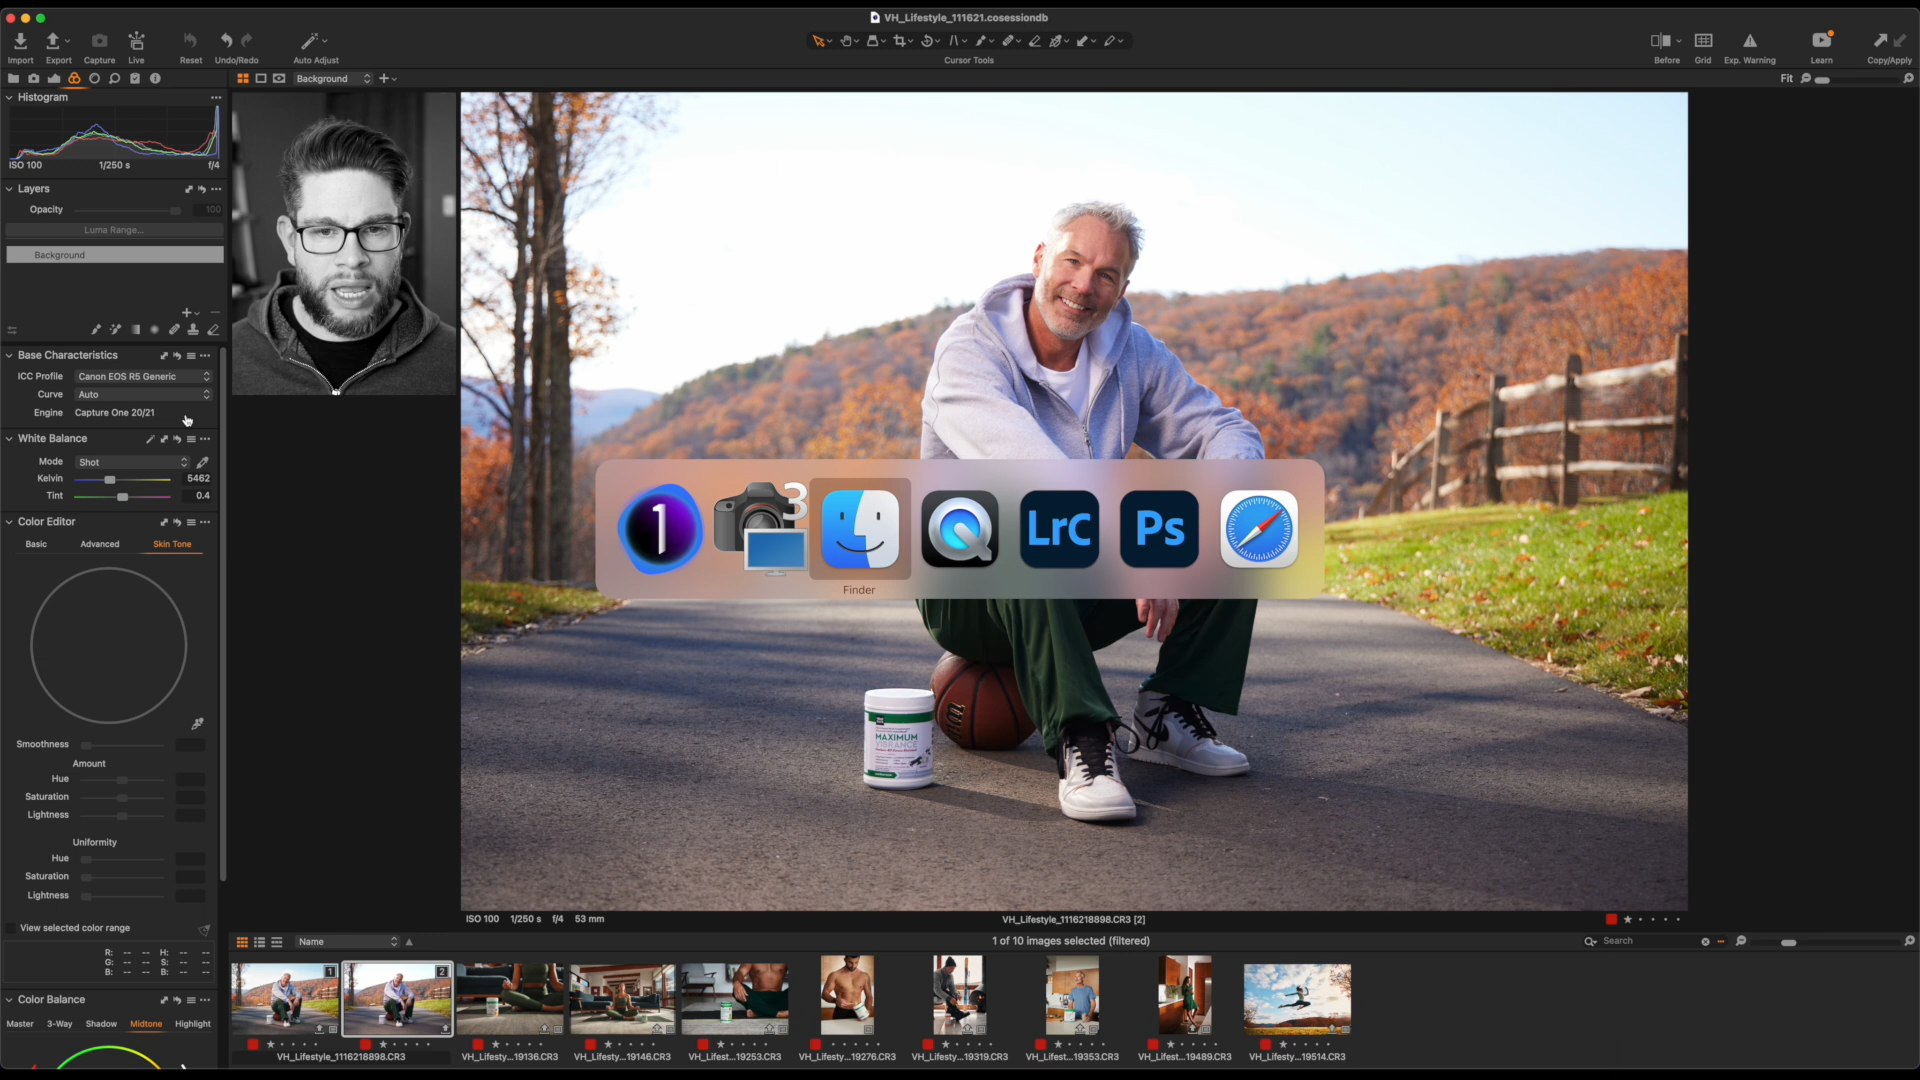 VH_Lifestyle_111621.cosessiondb
Import Export Capture Live Reset Undo/Redo Auto Adjust Cursor Tools Before Grid Exp. Warning Learn Copy/Apply
Background
Fit
Histogram
ISO 100 1/250 s f/4
Layers
Opacity 100
Luma Range...
Background
Base Characteristics
ICC Profile Canon EOS R5 Generic
Curve Auto
Engine Capture One 20/21
White Balance
Mode Shot
Kelvin 5462
Tint 0.4
Color Editor
Basic Advanced Skin Tone
Smoothness
Amount
Hue
Saturation
Lightness
Uniformity
Hue
Saturation
Lightness
View selected color range
R: -- -- H: -- --
G: -- -- S: -- --
B: -- -- B: -- --
Color Balance
Master 3-Way Shadow Midtone Highlight
1 3 LrC Ps
Finder
MAXIMUM
VIBRANCE
ISO 100 1/250 s f/4 53 mm
VH_Lifestyle_1116218898.CR3 [2]
Name
1 of 10 images selected (filtered)
Search
1 2
VH_Lifestyle_1116218898.CR3 VH_Lifesty...19136.CR3 VH_Lifesty...19146.CR3 VH_Lifest...19253.CR3 VH_Lifesty...19276.CR3 VH_Lifesty...19319.CR3 VH_Lifest...19353.CR3 VH_Lifest...19489.CR3 VH_Lifesty...19514.CR3